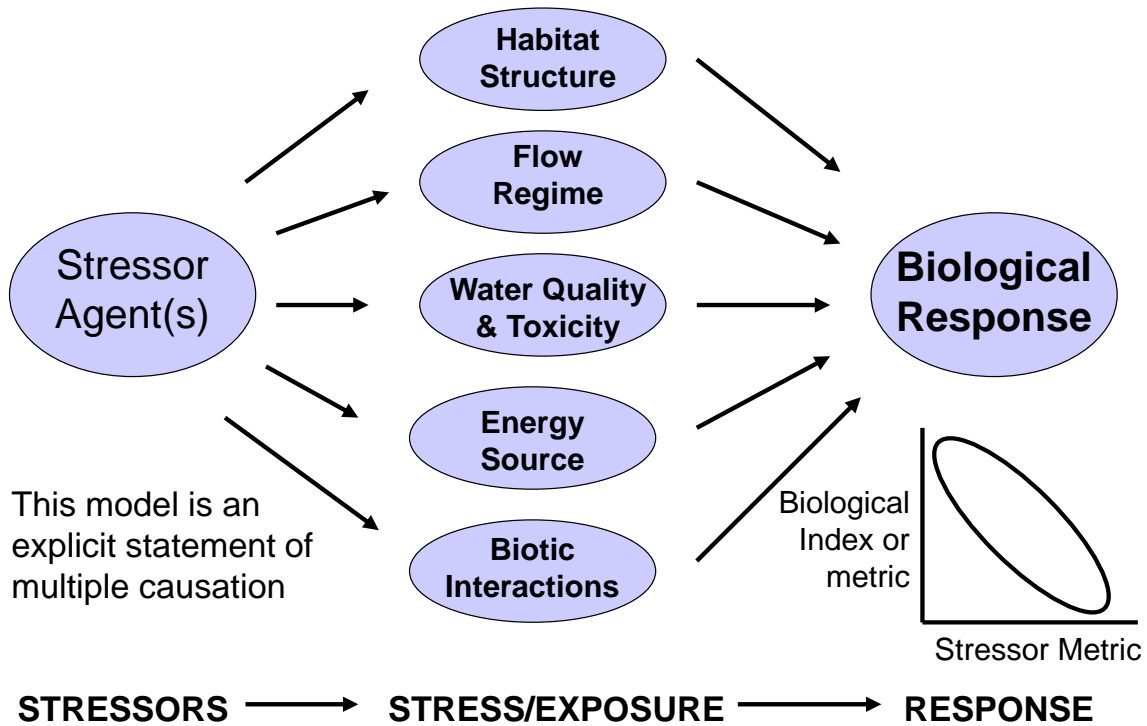 Habitat
Structure
Flow
Regime
Stressor
Agent(s)
Water Quality
& Toxicity
Biological
Response
Energy
Source
Biotic
Interactions
This model is an
explicit statement of
multiple causation
Biological
Index or
metric
Stressor Metric
STRESSORS STRESS/EXPOSURE RESPONSE